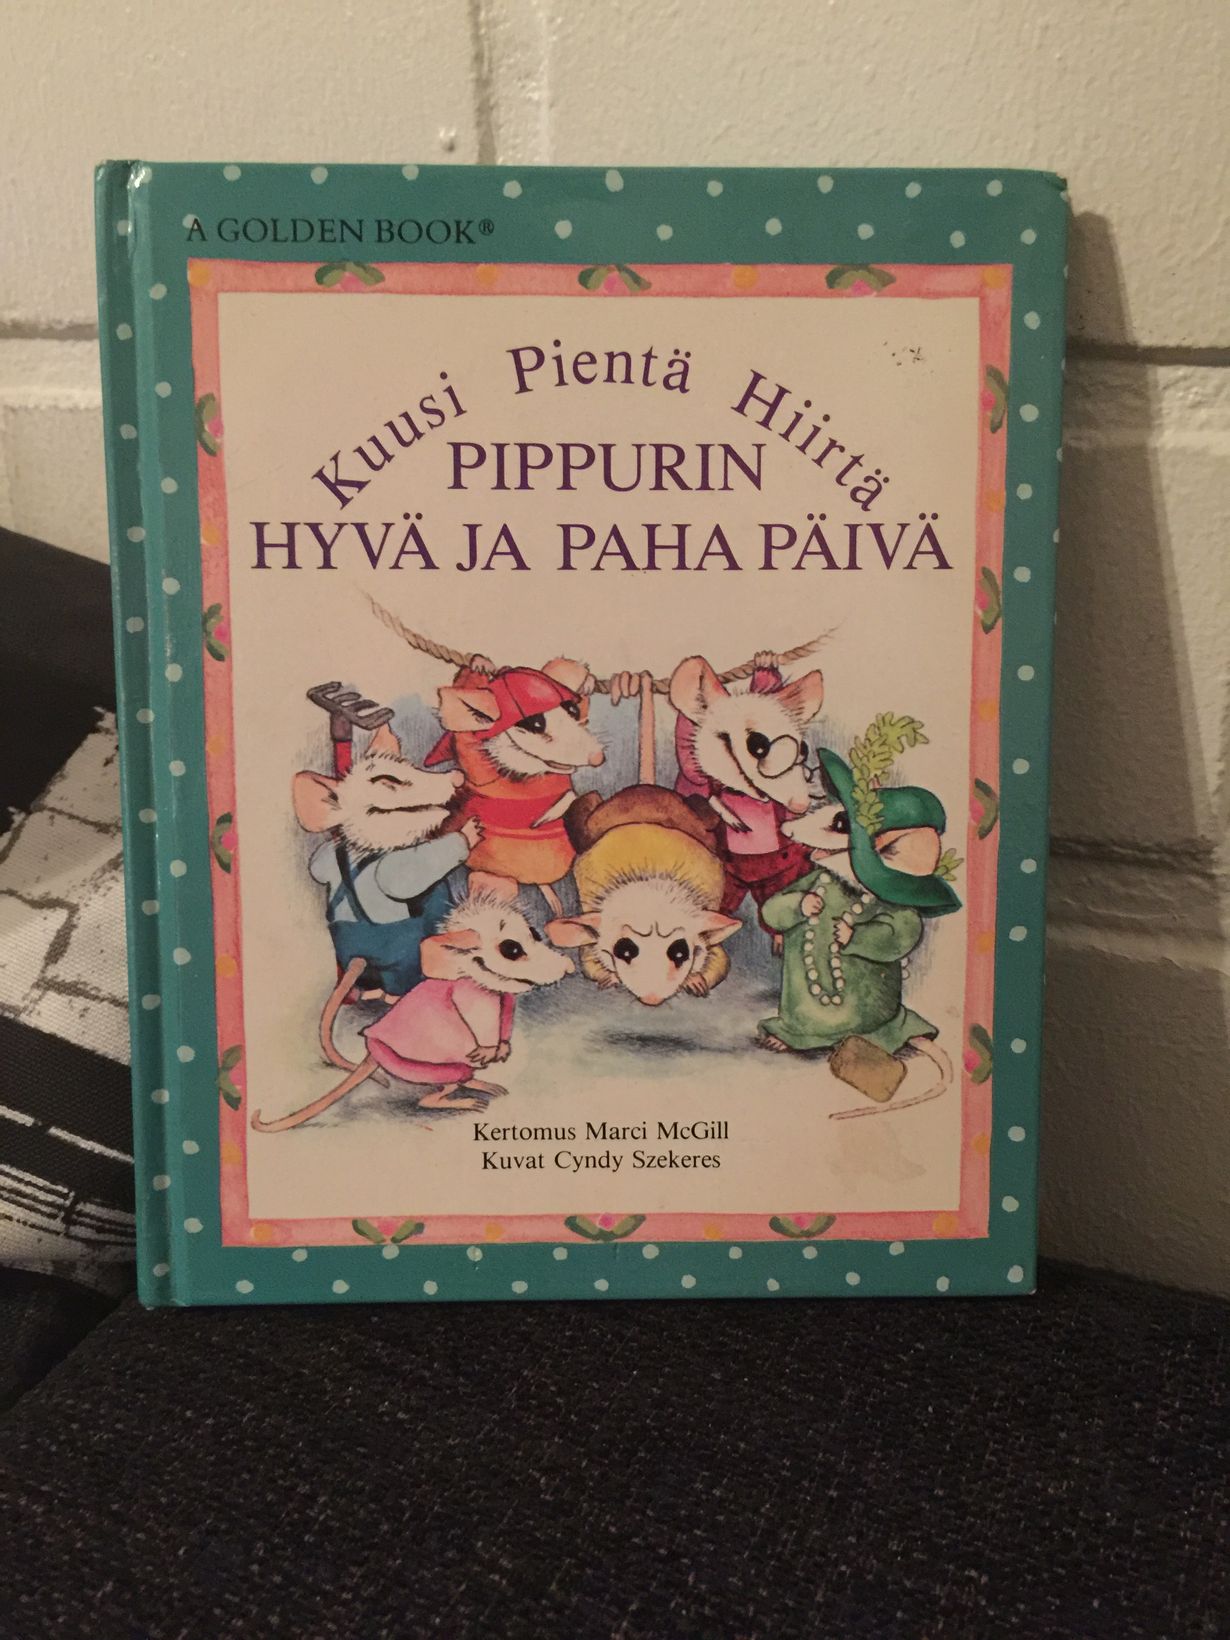 A GOLDEN BOOK®
Kuusi Pientä Hiirtä
PIPPURIN
HYVÄ JA PAHA PÄIVÄ
Kertomus Marci McGill
Kuvat Cyndy Szekeres